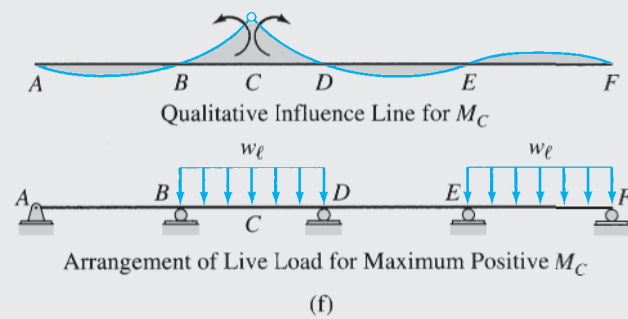 A B C D E F
Qualitative Influence Line for M_C
w_ℓ w_ℓ
A B D E F
C
Arrangement of Live Load for Maximum Positive M_C
(f)